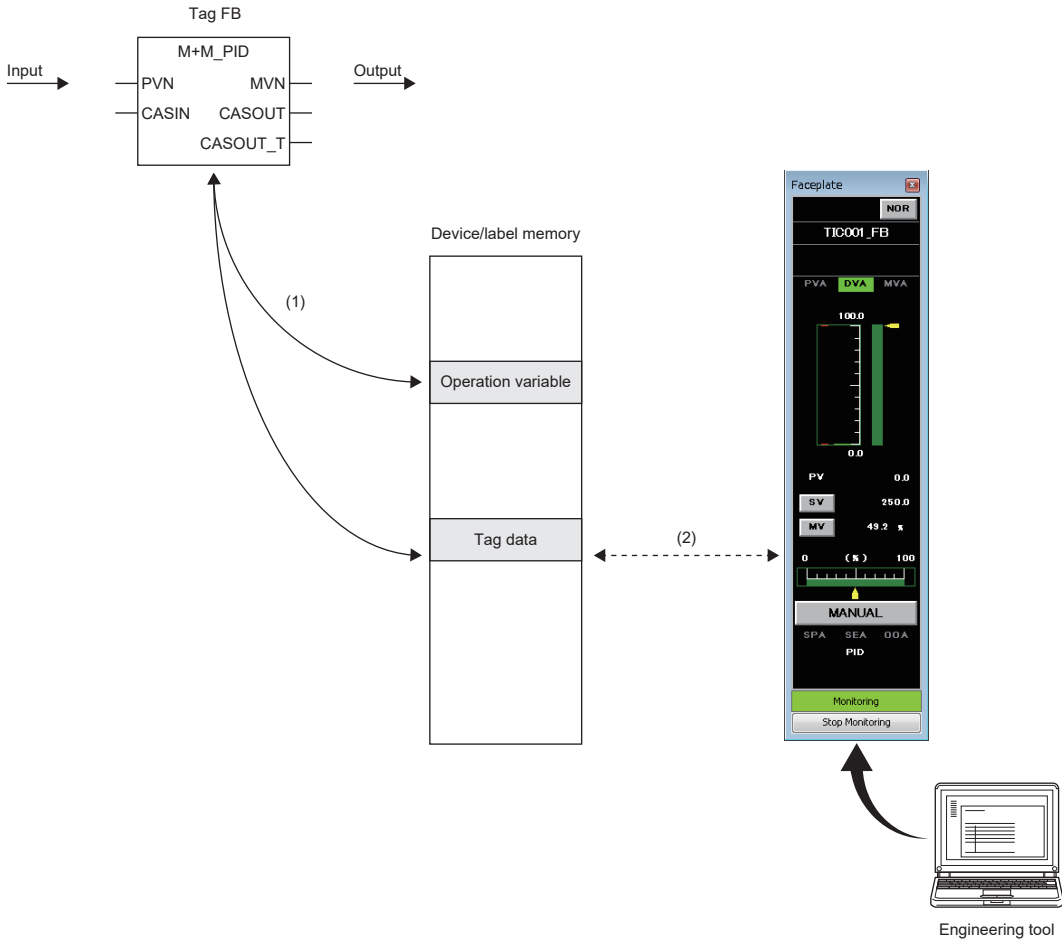 Tag FB
M+M_PID
Input
Output
PVN MVN
CASIN CASOUT
CASOUT_T
Device/label memory
(1)
Operation variable
Tag data
(2)
Faceplate
NOR
TIC001_FB
PVA DVA MVA
100.0
0.0
PV 0.0
SV 250.0
MV 49.2 %
0 (%) 100
MANUAL
SPA SEA OOA
PID
Monitoring
Stop Monitoring
Engineering tool